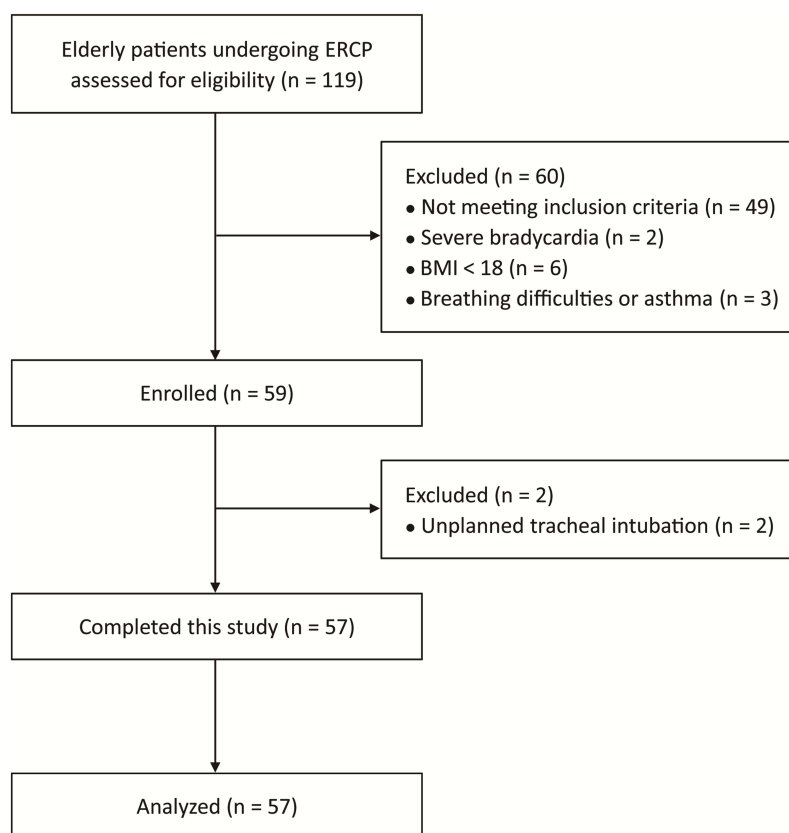 Elderly patients undergoing ERCP
assessed for eligibility (n = 119)
Excluded (n = 60)
● Not meeting inclusion criteria (n = 49)
● Severe bradycardia (n = 2)
● BMI < 18 (n = 6)
● Breathing difficulties or asthma (n = 3)
Enrolled (n = 59)
Excluded (n = 2)
● Unplanned tracheal intubation (n = 2)
Completed this study (n = 57)
Analyzed (n = 57)